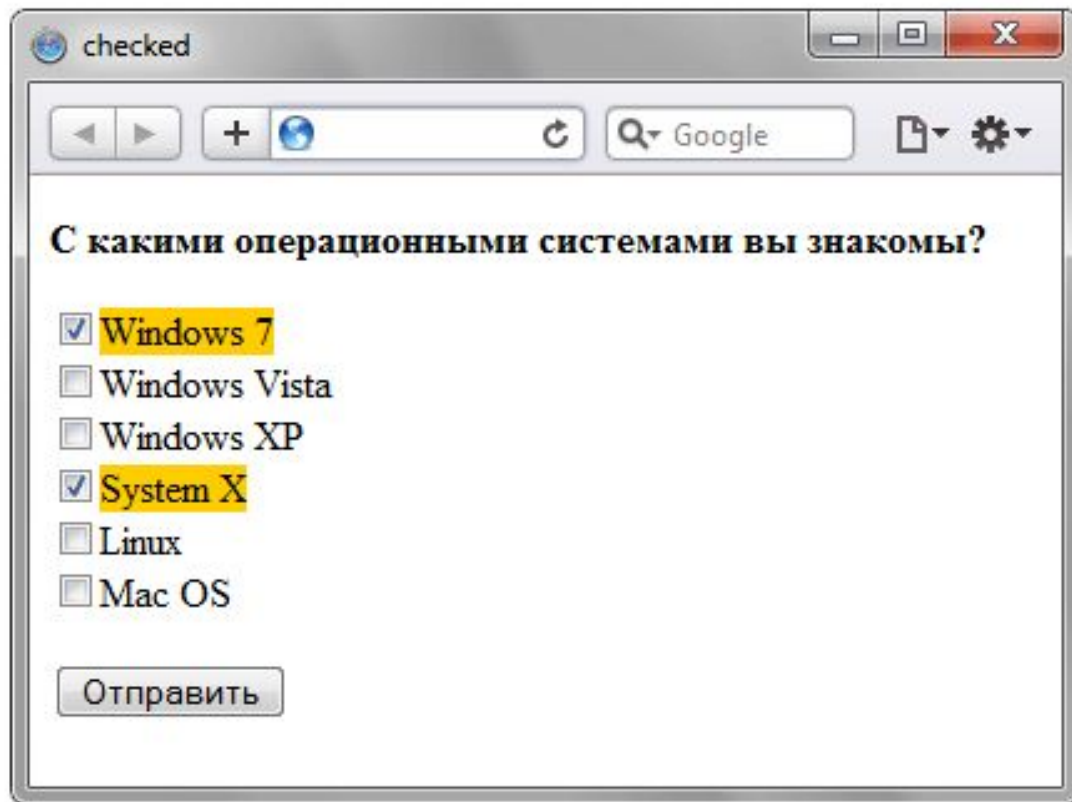 checked
Google
С какими операционными системами вы знакомы?
Windows 7
Windows Vista
Windows XP
System X
Linux
Mac OS
Отправить